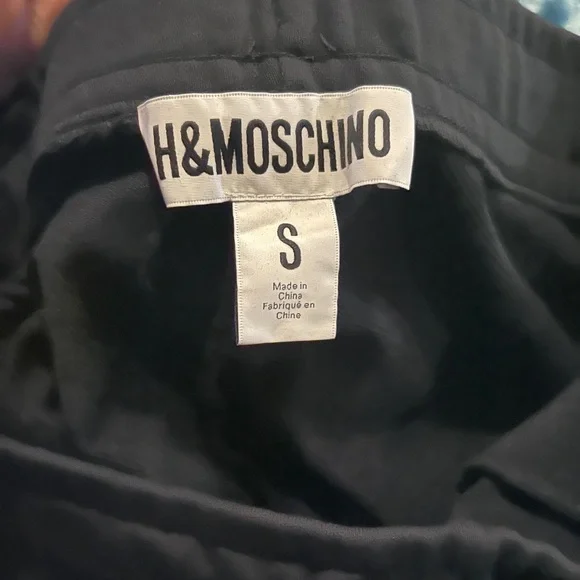 H&MOSCHINO
S
Made in
China
Fabriqué en
Chine